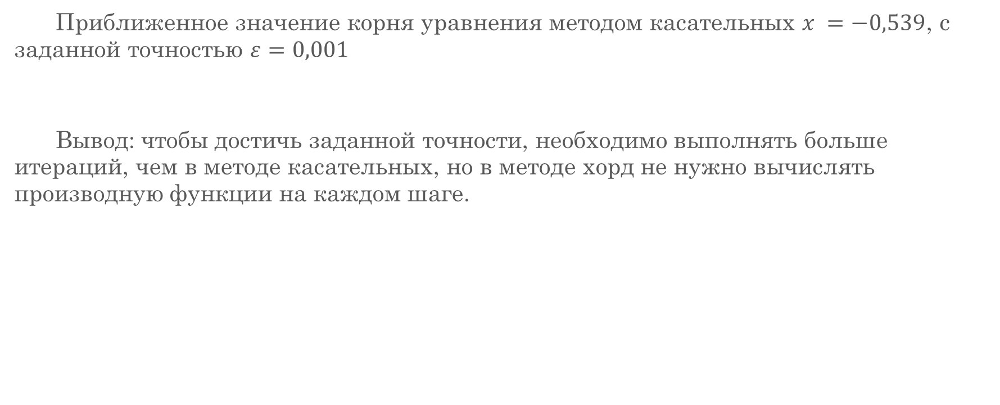 Приближенное значение корня уравнения методом касательных x = −0,539, с
заданной точностью ε = 0,001
Вывод: чтобы достичь заданной точности, необходимо выполнять больше
итераций, чем в методе касательных, но в методе хорд не нужно вычислять
производную функции на каждом шаге.